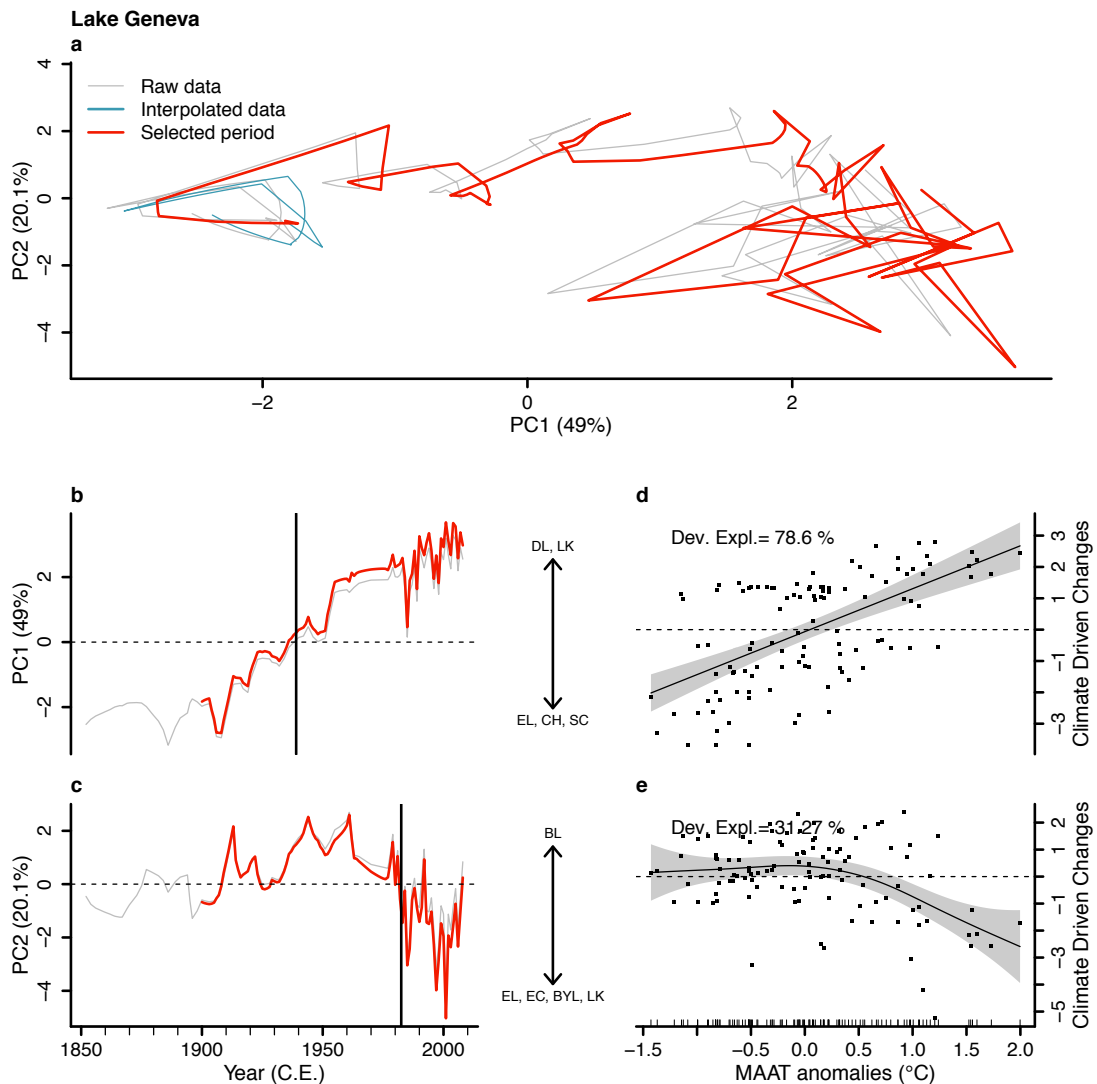 Lake Geneva
a
Raw data
Interpolated data
Selected period
4
2
0
−2
−4
PC2 (20.1%)
−2 0 2
PC1 (49%)
b
2
0
−2
PC1 (49%)
DL, LK
EL, CH, SC
d
Dev. Expl.= 78.6 %
3
1
−1
−3
Climate Driven Changes
c
2
0
−2
−4
PC2 (20.1%)
1850 1900 1950 2000
Year (C.E.)
BL
EL, EC, BYL, LK
e
Dev. Expl.= 31.27 %
2
1
−1
−3
−5
Climate Driven Changes
−1.5 −0.5 0.0 0.5 1.0 1.5 2.0
MAAT anomalies (°C)